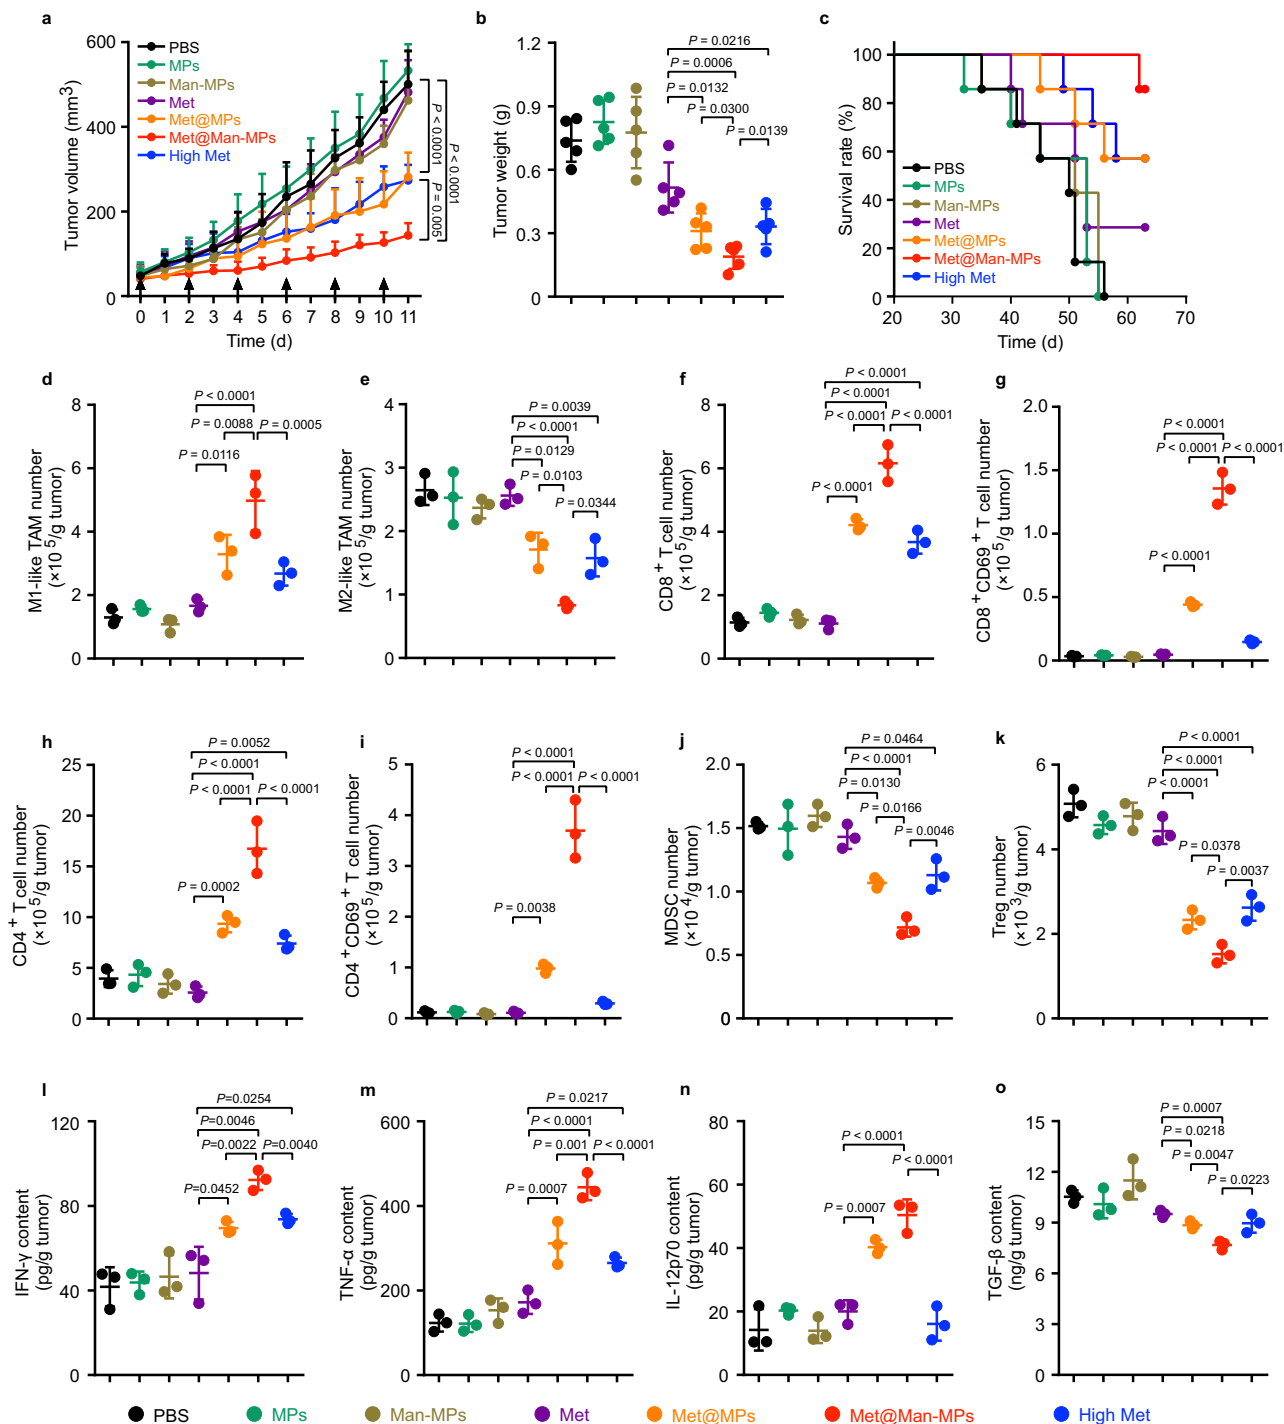 a
Tumor volume (mm3)
600
400
200
0
PBS
MPs
Man-MPs
Met
Met@MPs
Met@Man-MPs
High Met
P < 0.0001
P = 0.005
P < 0.0001
0 1 2 3 4 5 6 7 8 9 10 11
Time (d)
b
Tumor weight (g)
1.2
0.9
0.6
0.3
0
P = 0.0216
P = 0.0006
P = 0.0132
P = 0.0300
P = 0.0139
c
Survival rate (%)
100
80
60
40
20
0
PBS
MPs
Man-MPs
Met
Met@MPs
Met@Man-MPs
High Met
20 30 40 50 60 70
Time (d)
d
M1-like TAM number
(×10 5/g tumor)
8
6
4
2
0
P < 0.0001
P = 0.0088
P = 0.0005
P = 0.0116
e
M2-like TAM number
(×10 5/g tumor)
4
3
2
1
0
P = 0.0039
P < 0.0001
P = 0.0129
P = 0.0103
P = 0.0344
f
CD8+ T cell number
(×10 5/g tumor)
8
6
4
2
0
P < 0.0001
P < 0.0001
P < 0.0001
P < 0.0001
P < 0.0001
g
CD8+CD69+ T cell number
(×10 5/g tumor)
2.0
1.5
1.0
0.5
0
P < 0.0001
P < 0.0001
P < 0.0001
P = 0.0001
h
CD4+ T cell number
(×10 5/g tumor)
25
20
15
10
5
0
P = 0.0052
P < 0.0001
P < 0.0001
P < 0.0001
P = 0.0002
i
CD4+CD69+ T cell number
(×10 5/g tumor)
5
4
3
2
1
0
P < 0.0001
P < 0.0001
P < 0.0001
P = 0.0038
j
MDSC number
(×10 4/g tumor)
2.0
1.5
1.0
0.5
0
P = 0.0464
P < 0.0001
P = 0.0130
P = 0.0166
P = 0.0046
k
Treg number
(×10 3/g tumor)
6
4
2
0
P < 0.0001
P < 0.0001
P < 0.0001
P = 0.0378
P = 0.0037
l
IFN-γ content
(pg/g tumor)
120
80
40
0
P=0.0254
P=0.0046
P=0.0022
P=0.0040
P=0.0452
m
TNF-α content
(pg/g tumor)
600
400
200
0
P = 0.0217
P < 0.0001
P = 0.001
P < 0.0001
P = 0.0007
n
IL-12p70 content
(pg/g tumor)
80
60
40
20
0
P < 0.0001
P < 0.0001
P = 0.0007
o
TGF-β content
(ng/g tumor)
15
12
9
6
3
0
P = 0.0007
P = 0.0218
P = 0.0047
P = 0.0223
PBS MPs Man-MPs Met Met@MPs Met@Man-MPs High Met